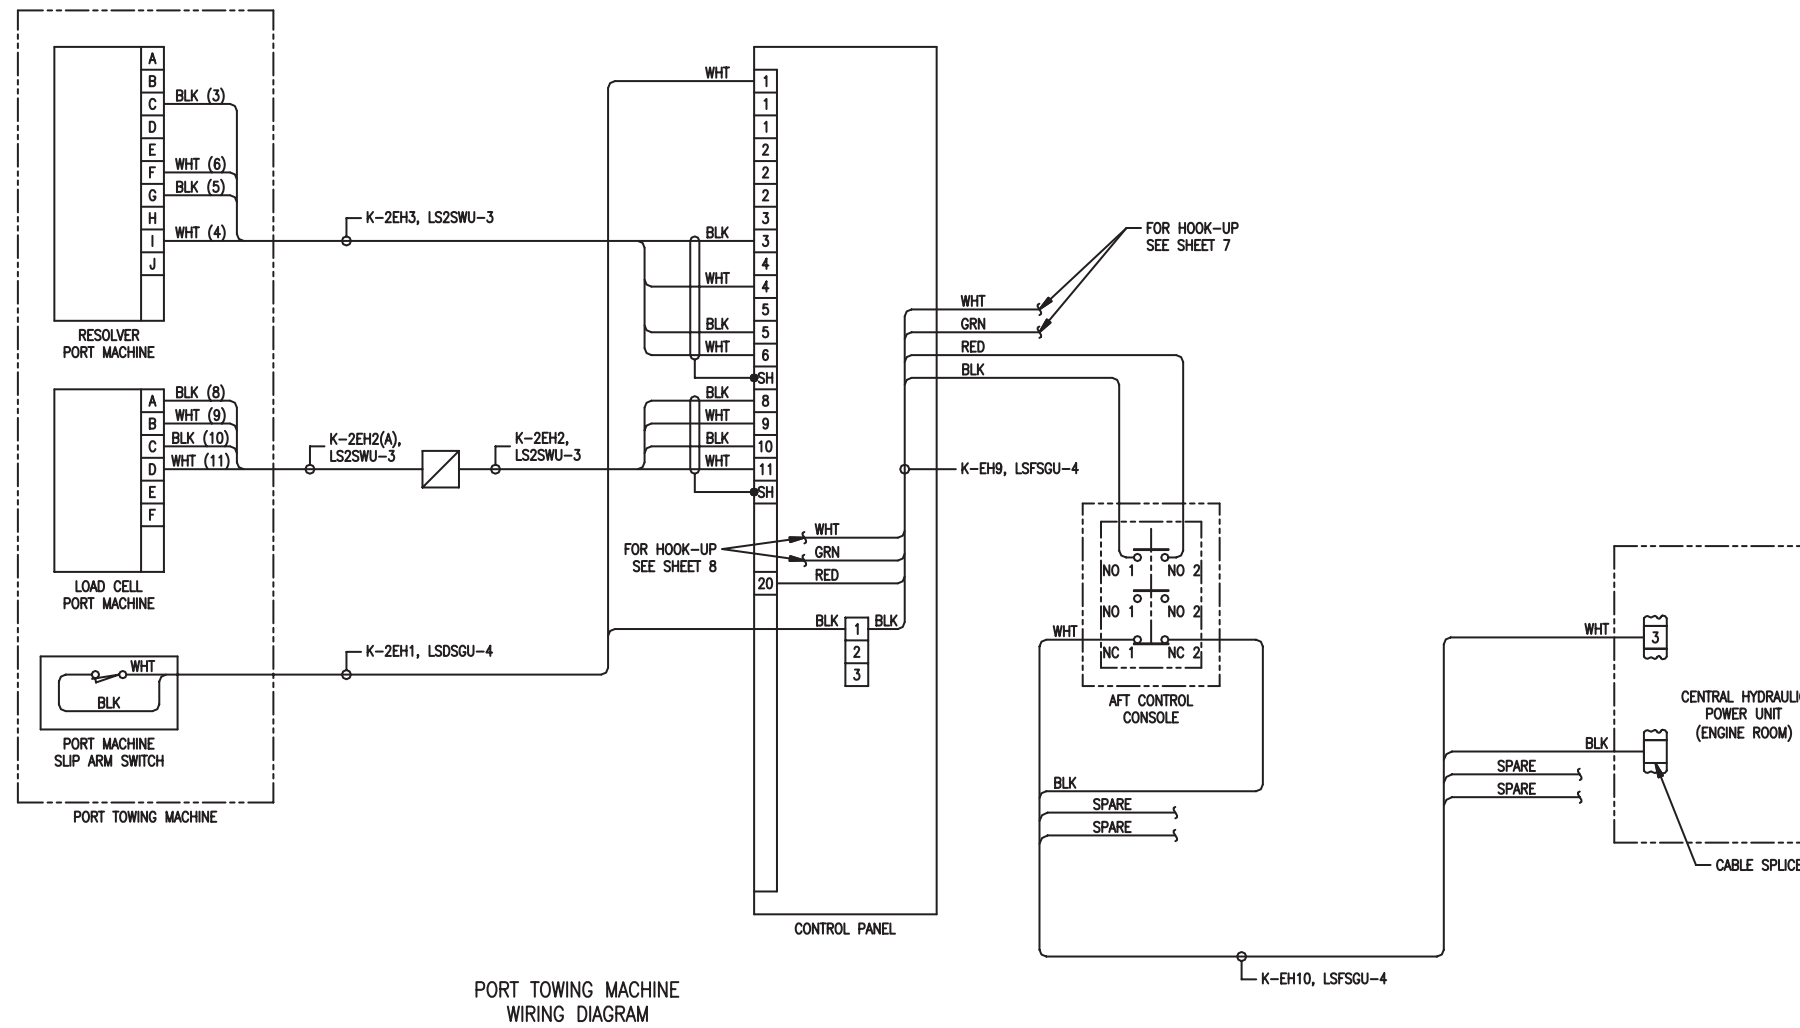 A
B
C
D
E
F
G
H
I
J
BLK (3)
WHT (6)
BLK (5)
WHT (4)
RESOLVER
PORT MACHINE
K-2EH3, LS2SWU-3
A
B
C
D
E
F
BLK (8)
WHT (9)
BLK (10)
WHT (11)
LOAD CELL
PORT MACHINE
K-2EH2(A),
LS2SWU-3
K-2EH2,
LS2SWU-3
WHT
BLK
PORT MACHINE
SLIP ARM SWITCH
K-2EH1, LSDSGU-4
PORT TOWING MACHINE
WHT
BLK
WHT
BLK
WHT
BLK
WHT
BLK
WHT
1
1
1
2
2
2
3
3
4
4
5
5
6
SH
8
9
10
11
SH
20
FOR HOOK-UP
SEE SHEET 8
WHT
GRN
RED
BLK
1
2
3
BLK
CONTROL PANEL
WHT
GRN
RED
BLK
FOR HOOK-UP
SEE SHEET 7
K-EH9, LSFSGU-4
NO 1
NO 2
NO 1
NO 2
NC 1
NC 2
WHT
AFT CONTROL
CONSOLE
BLK
SPARE
SPARE
K-EH10, LSFSGU-4
WHT
3
BLK
SPARE
SPARE
CENTRAL HYDRAULIC
POWER UNIT
(ENGINE ROOM)
CABLE SPLICE
PORT TOWING MACHINE
WIRING DIAGRAM